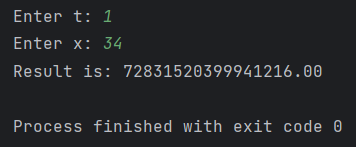 Enter t: 1
Enter x: 34
Result is: 72831520399941216.00
Process finished with exit code 0